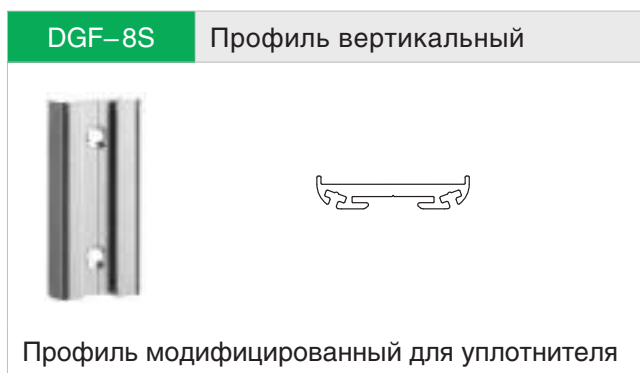 DGF–8S
Профиль вертикальный
Профиль модифицированный для уплотнителя